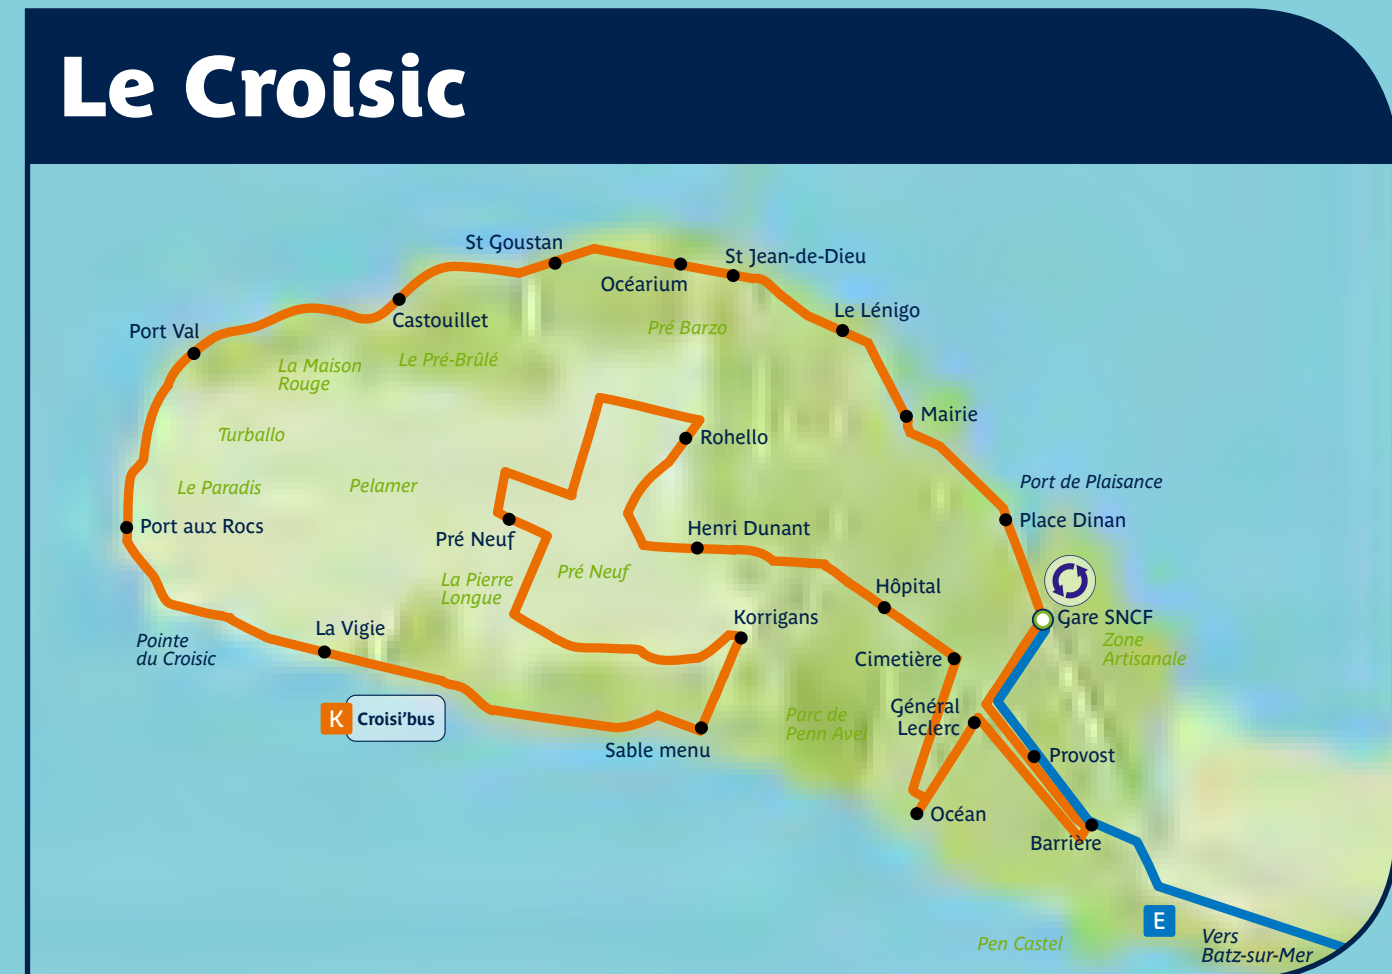 Le Croisic
St Goustan
St Jean-de-Dieu
Océarium
Le Lénigo
Castouillet
Port Val
Pré Barzo
Le Pré-Brûlé
La Maison
Rouge
Mairie
Turballo
Rohello
Port de Plaisance
Le Paradis
Pelamer
Place Dinan
Port aux Rocs
Henri Dunant
Pré Neuf
Pré Neuf
La Pierre
Longue
Hôpital
Korrigans
Gare SNCF
La Vigie
Zone
Artisanale
Pointe
du Croisic
Cimetière
Général
Leclerc
Parc de
Penn Avel
K Croisi'bus
Sable menu
Provost
Océan
Barrière
E
Vers
Batz-sur-Mer
Pen Castel